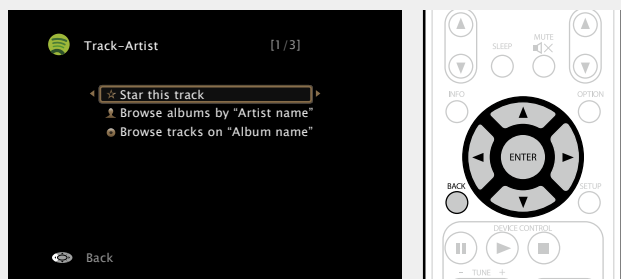 Track-Artist [1/3]
☆ Star this track
Browse albums by “Artist name”
Browse tracks on “Album name”
Back
SLEEP
MUTE
INFO
OPTION
ENTER
BACK
SETUP
DEVICE CONTROL
– TUNE +